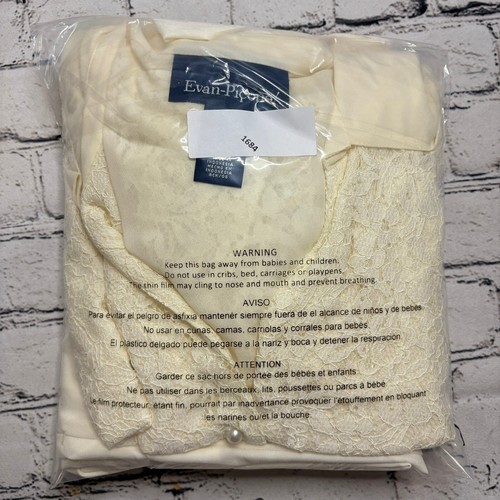 Evan-Picone
1684
INDONESIA
HECHO EN
INDONESIA
WARNING
Keep this bag away from babies and children.
Do not use in cribs, bed, carriages or playpens.
The thin film may cling to nose and mouth and prevent breathing.
AVISO
Para evitar el peligro de asfixia mantener siempre fuera de el alcance de niños y de bebés
No usar en cunas, camas, carriolas y corrales para bebés.
El plástico delgado puede pegarse a la nariz y boca y detener la respiración.
ATTENTION
Garder ce sac hors de portée des bébés et enfants.
Ne pas utiliser dans les berceaux, lits, poussettes ou parcs à bébé
Le film protecteur, étant fin, pourrait par inadvertance provoquer l'étouffement en bloquant
les narines ou et la bouche.